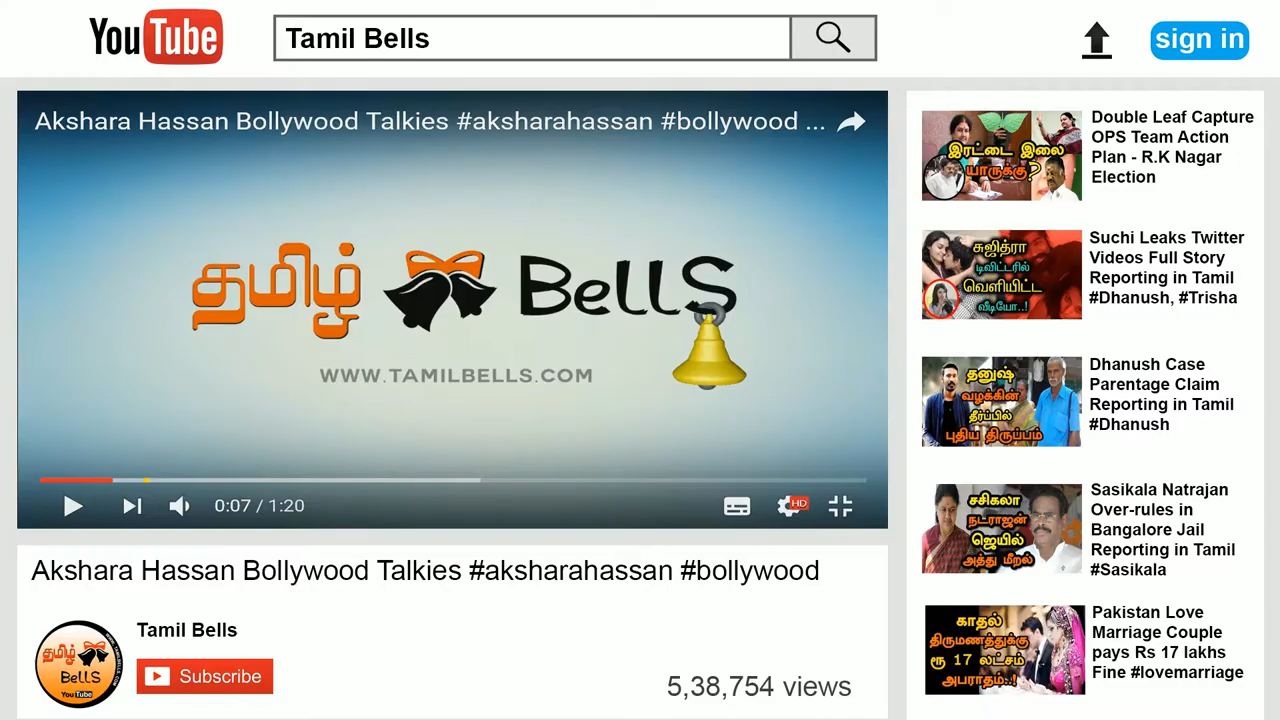 YouTube
Tamil Bells
sign in
Akshara Hassan Bollywood Talkies #aksharahassan #bollywood ...
தமிழ் BellS
WWW.TAMILBELLS.COM
0:07 / 1:20
HD
Akshara Hassan Bollywood Talkies #aksharahassan #bollywood
தமிழ்
BellS
YouTube
Tamil Bells
Subscribe
5,38,754 views
இரட்டை இலை
யாருக்கு?
Double Leaf Capture
OPS Team Action
Plan - R.K Nagar
Election
சுஜித்ரா
டிவிட்டரில்
வெளியிட்ட
வீடியோ..!
Suchi Leaks Twitter
Videos Full Story
Reporting in Tamil
#Dhanush, #Trisha
தனுஷ்
வழக்கின்
தீர்ப்பில்
புதிய திருப்பம்
Dhanush Case
Parentage Claim
Reporting in Tamil
#Dhanush
சசிகலா
நடராஜன்
ஜெயில்
அத்து மீறல்
Sasikala Natrajan
Over-rules in
Bangalore Jail
Reporting in Tamil
#Sasikala
காதல்
திருமணத்துக்கு
ரூ 17 லட்சம்
அபராதம்..!
Pakistan Love
Marriage Couple
pays Rs 17 lakhs
Fine #lovemarriage